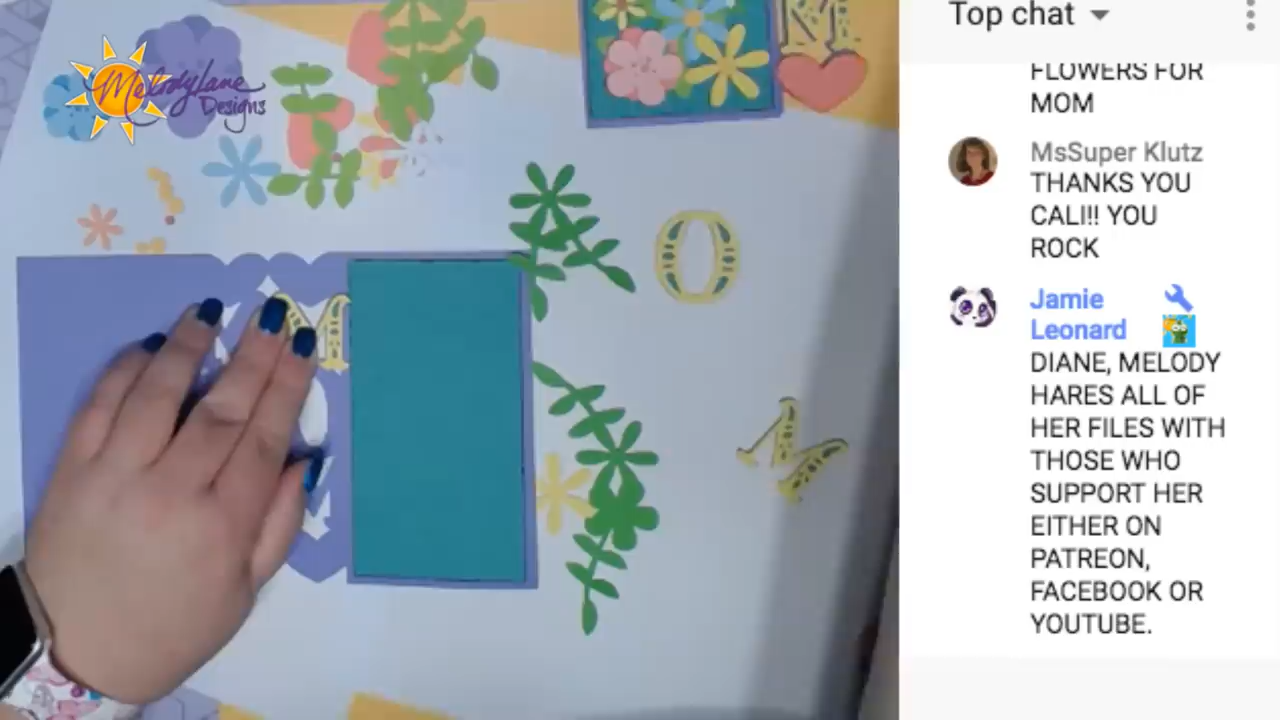 MelodyLane
Designs
M
M
O
M
Top chat
FLOWERS FOR
MOM
MsSuper Klutz
THANKS YOU
CALI!! YOU
ROCK
Jamie
Leonard
DIANE, MELODY
HARES ALL OF
HER FILES WITH
THOSE WHO
SUPPORT HER
EITHER ON
PATREON,
FACEBOOK OR
YOUTUBE.